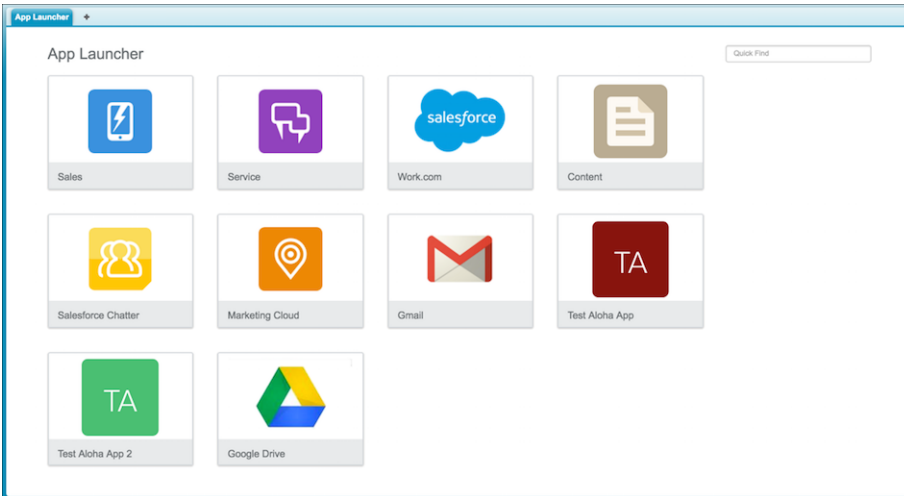 App Launcher +
App Launcher
Quick Find
salesforce
Sales
Service
Work.com
Content
TA
Salesforce Chatter
Marketing Cloud
Gmail
Test Aloha App
TA
Test Aloha App 2
Google Drive